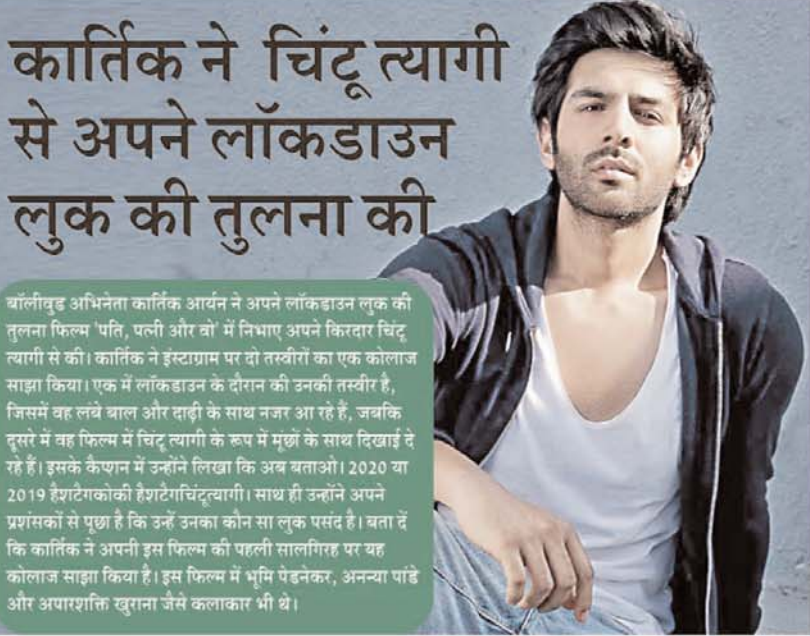 कार्तिक ने चिंटू त्यागी
से अपने लॉकडाउन
लुक की तुलना की
बॉलीवुड अभिनेता कार्तिक आर्यन ने अपने लॉकडाउन लुक की
तुलना फिल्म 'पति, पत्नी और वो' में निभाए अपने किरदार चिंटू
त्यागी से की। कार्तिक ने इंस्टाग्राम पर दो तस्वीरों का एक कोलाज
साझा किया। एक में लॉकडाउन के दौरान की उनकी तस्वीर है,
जिसमें वह लंबे बाल और दाढ़ी के साथ नजर आ रहे हैं, जबकि
दूसरे में वह फिल्म में चिंटू त्यागी के रूप में मूंछों के साथ दिखाई दे
रहे हैं। इसके कैप्शन में उन्होंने लिखा कि अब बताओ। 2020 या
2019 हैशटैगकोकी हैशटैगचिंटूत्यागी। साथ ही उन्होंने अपने
प्रशंसकों से पूछा है कि उन्हें उनका कौन सा लुक पसंद है। बता दें
कि कार्तिक ने अपनी इस फिल्म की पहली सालगिरह पर यह
कोलाज साझा किया है। इस फिल्म में भूमि पेडनेकर, अनन्या पांडे
और अपारशक्ति खुराना जैसे कलाकार भी थे।